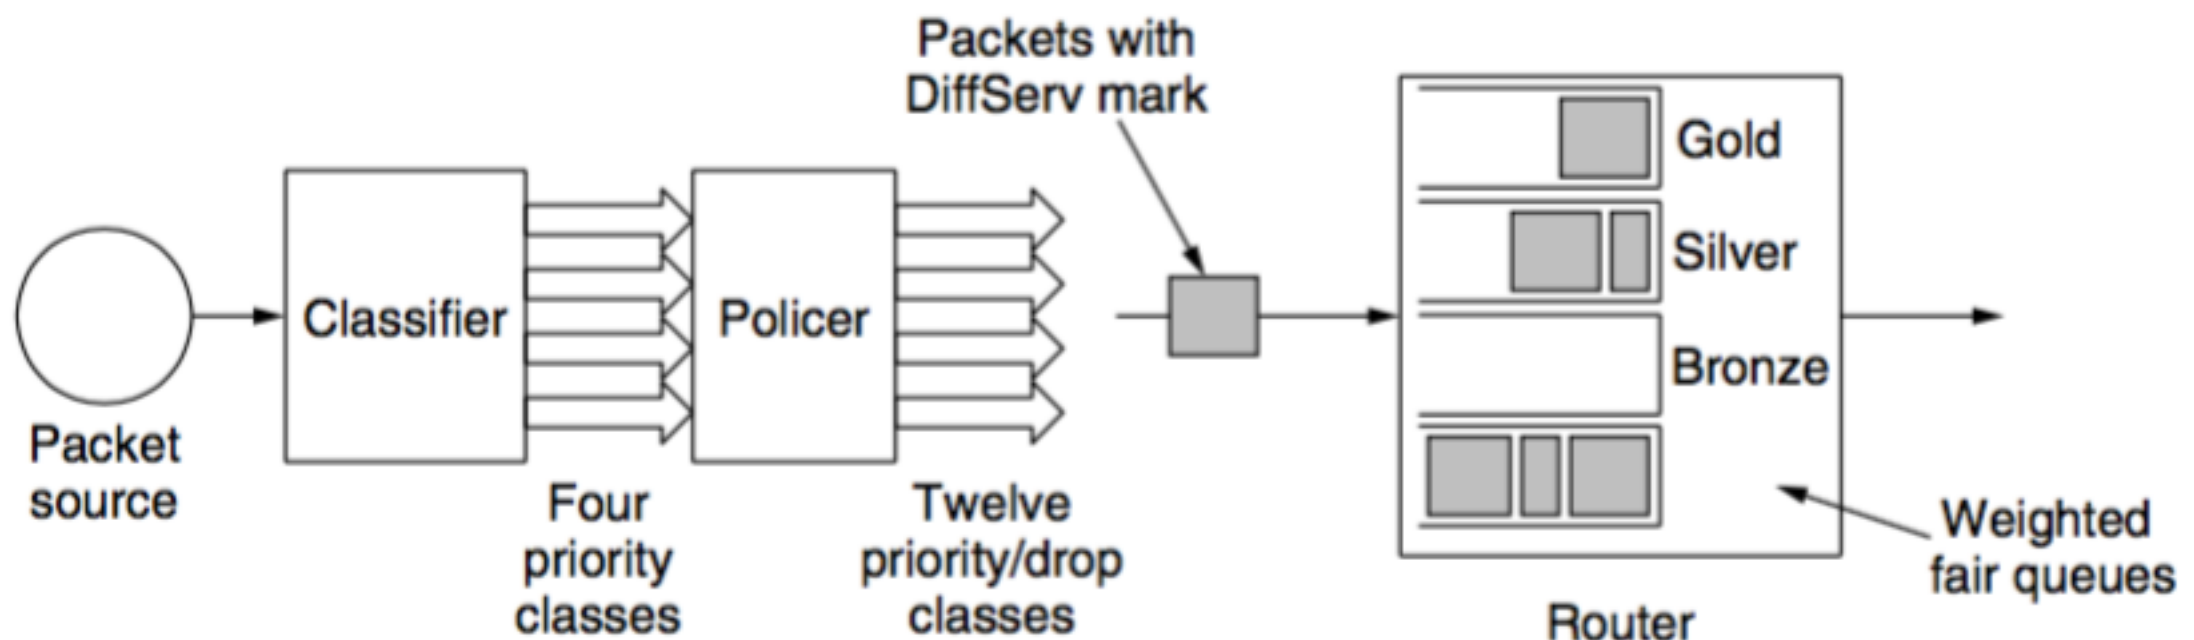 Packets with
DiffServ mark
Gold
Silver
Classifier
Policer
Bronze
Packet
source
Four
priority
classes
Twelve
priority/drop
classes
Weighted
fair queues
Router